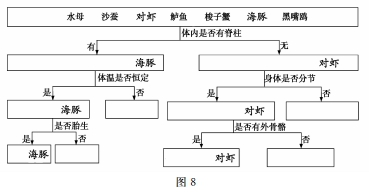 水母 沙蚕 对虾 鲈鱼 梭子蟹 海豚 黑嘴鸥
体内是否有脊柱
有 无
海豚 对虾
体温是否恒定 身体是否分节
是 否 是 否
海豚 对虾
是否胎生 是否有外骨骼
是 否 是 否
海豚 对虾
图 8